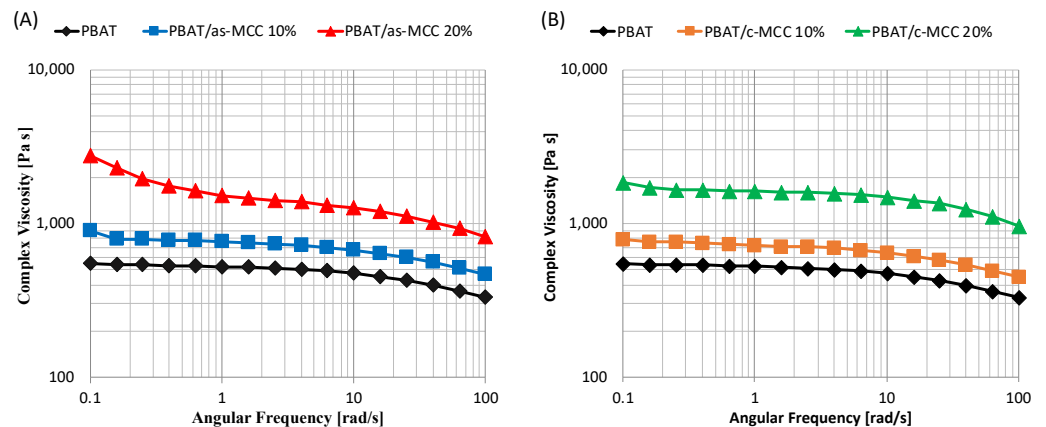 (A)
PBAT PBAT/as-MCC 10% PBAT/as-MCC 20%
10,000
1,000
100
Complex Viscosity [Pa s]
0.1 1 10 100
Angular Frequency [rad/s]
(B)
PBAT PBAT/c-MCC 10% PBAT/c-MCC 20%
10,000
1,000
100
Complex Viscosity [Pa s]
0.1 1 10 100
Angular Frequency [rad/s]